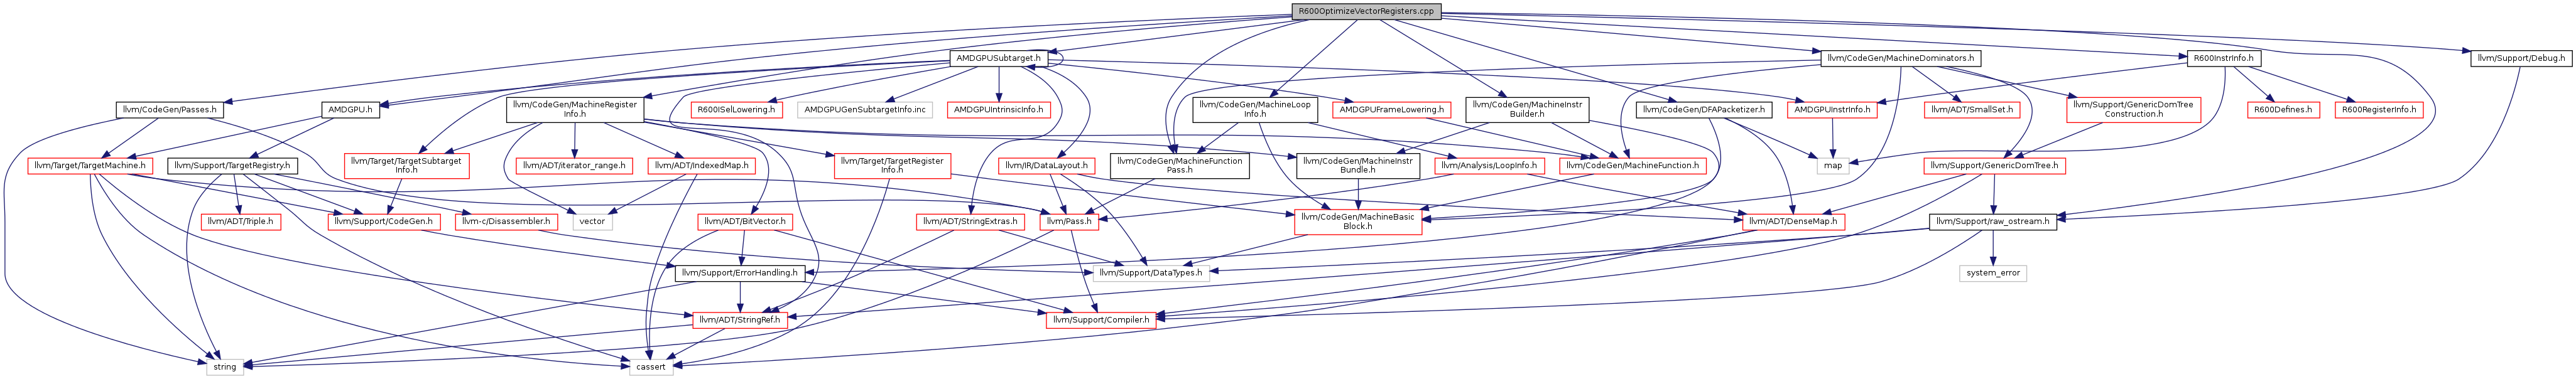 R600OptimizeVectorRegisters.cpp
AMDGPUSubtarget.h
llvm/CodeGen/MachineDominators.h
R600InstrInfo.h
llvm/Support/Debug.h
llvm/CodeGen/Passes.h
AMDGPU.h
llvm/CodeGen/MachineRegister
Info.h
R600ISelLowering.h
AMDGPUGenSubtargetInfo.inc
AMDGPUIntrinsicInfo.h
llvm/CodeGen/MachineLoop
Info.h
AMDGPUFrameLowering.h
llvm/CodeGen/MachineInstr
Builder.h
llvm/CodeGen/DFAPacketizer.h
AMDGPUInstrInfo.h
llvm/ADT/SmallSet.h
llvm/Support/GenericDomTree
Construction.h
R600Defines.h
R600RegisterInfo.h
llvm/Target/TargetMachine.h
llvm/Support/TargetRegistry.h
llvm/Target/TargetSubtarget
Info.h
llvm/ADT/iterator_range.h
llvm/ADT/IndexedMap.h
llvm/Target/TargetRegister
Info.h
llvm/IR/DataLayout.h
llvm/CodeGen/MachineFunction
Pass.h
llvm/CodeGen/MachineInstr
Bundle.h
llvm/Analysis/LoopInfo.h
llvm/CodeGen/MachineFunction.h
map
llvm/Support/GenericDomTree.h
llvm/ADT/Triple.h
llvm/Support/CodeGen.h
llvm-c/Disassembler.h
vector
llvm/ADT/BitVector.h
llvm/ADT/StringExtras.h
llvm/Pass.h
llvm/CodeGen/MachineBasic
Block.h
llvm/ADT/DenseMap.h
llvm/Support/raw_ostream.h
llvm/Support/ErrorHandling.h
llvm/Support/DataTypes.h
system_error
llvm/ADT/StringRef.h
llvm/Support/Compiler.h
string
cassert